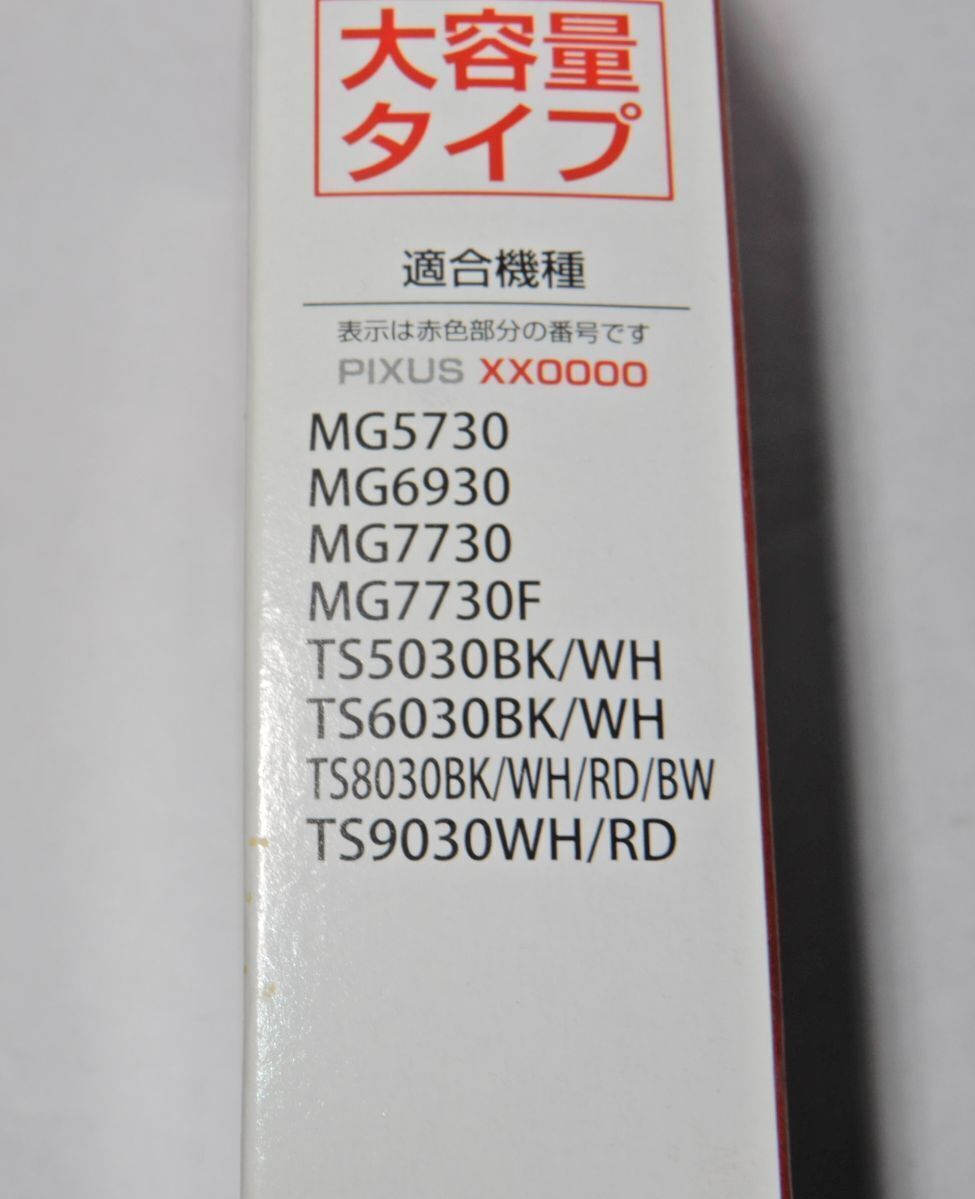 大容量
タイプ
適合機種
表示は赤色部分の番号です
PIXUS XX0000
MG5730
MG6930
MG7730
MG7730F
TS5030BK/WH
TS6030BK/WH
TS8030BK/WH/RD/BW
TS9030WH/RD